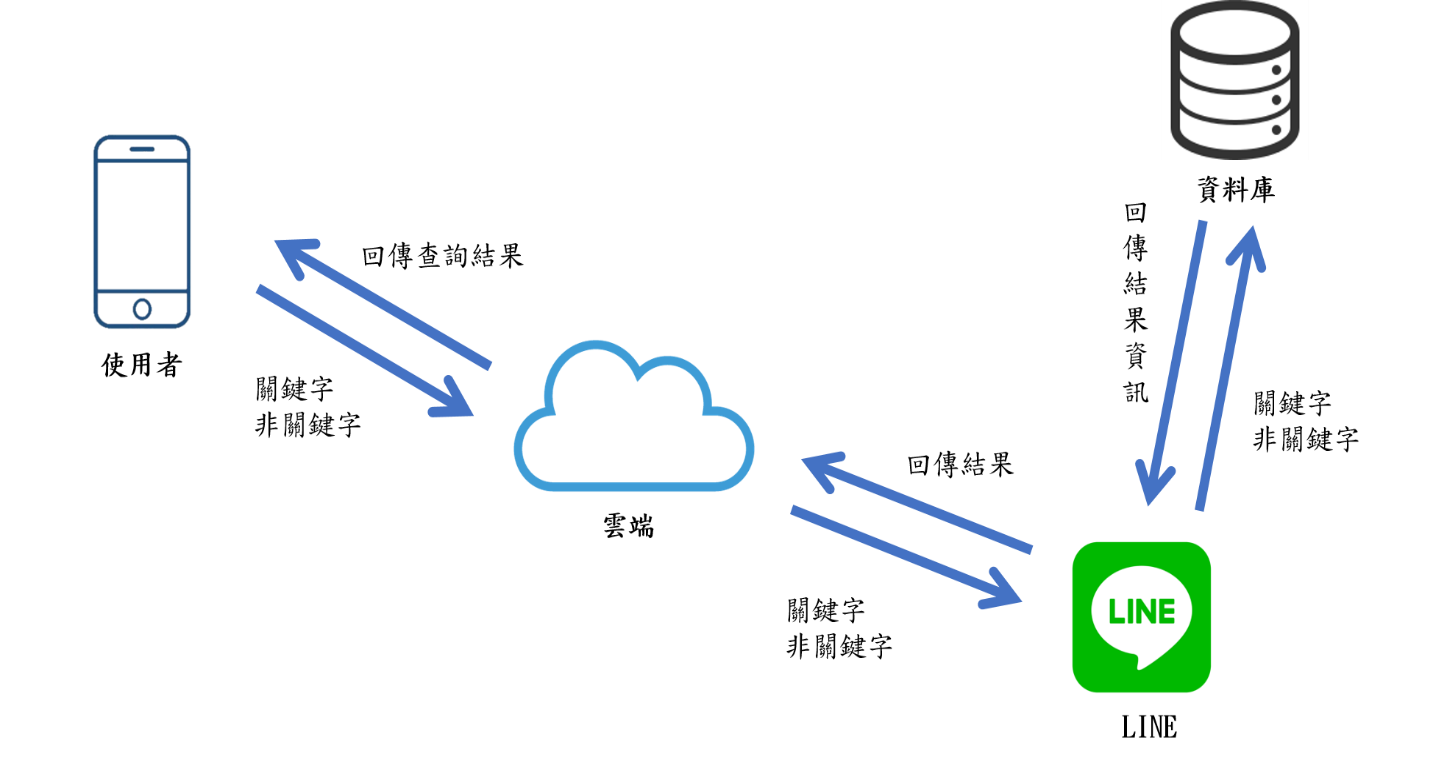 資料庫
回傳結果資訊
回傳查詢結果
使用者
關鍵字
非關鍵字
關鍵字
非關鍵字
回傳結果
雲端
關鍵字
非關鍵字
LINE
LINE